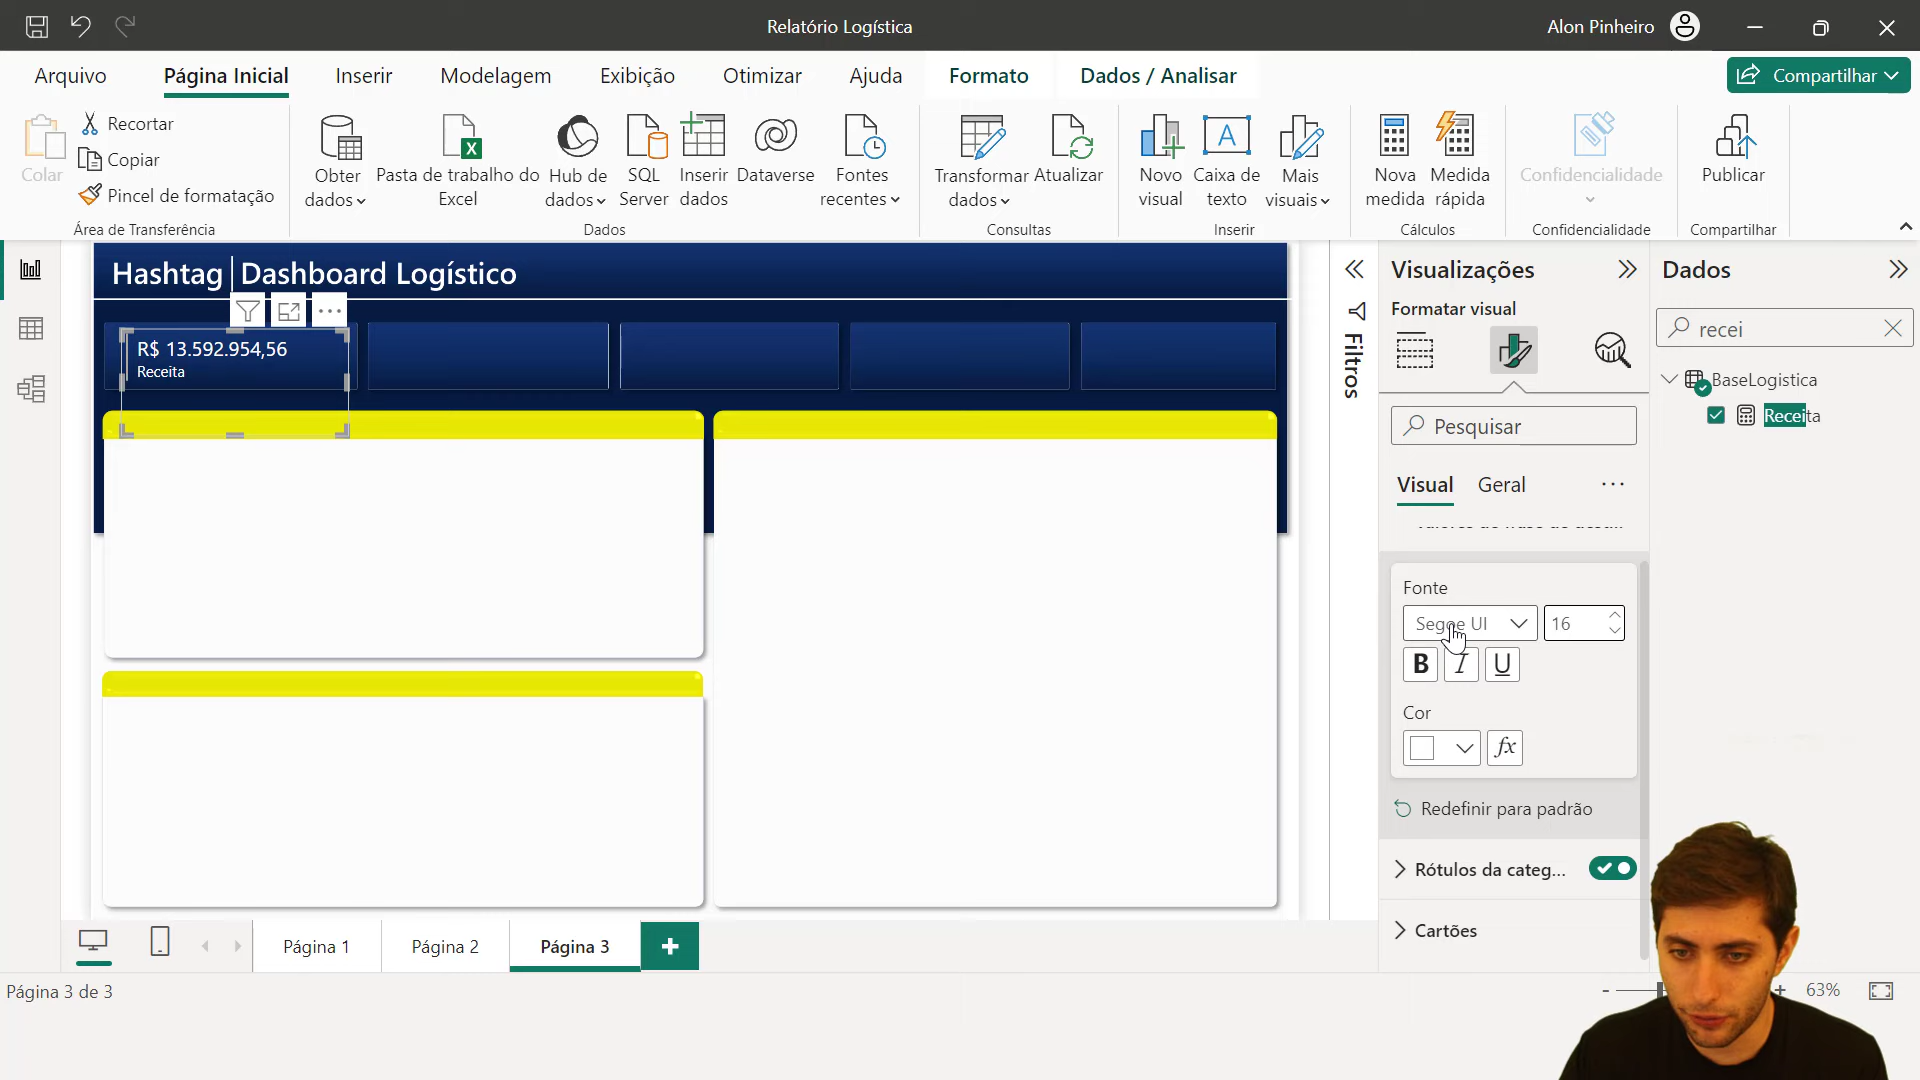 Relatório Logística
Alon Pinheiro
Arquivo
Página Inicial
Inserir
Modelagem
Exibição
Otimizar
Ajuda
Formato
Dados / Analisar
Compartilhar
Colar
Recortar
Copiar
Pincel de formatação
Área de Transferência
Obter dados
Pasta de trabalho do Excel
Hub de dados
SQL Server
Inserir dados
Dataverse
Fontes recentes
Dados
Transformar dados
Atualizar
Consultas
Novo visual
Caixa de texto
Mais visuais
Inserir
Nova medida
Medida rápida
Cálculos
Confidencialidade
Confidencialidade
Publicar
Compartilhar
Hashtag | Dashboard Logístico
R$ 13.592.954,56
Receita
Filtros
Visualizações
Formatar visual
Pesquisar
Visual
Geral
Fonte
Segoe UI
16
B I U
Cor
fx
Redefinir para padrão
Rótulos da categ...
Cartões
Dados
recei
BaseLogistica
Receita
Página 1
Página 2
Página 3
Página 3 de 3
- + 63%